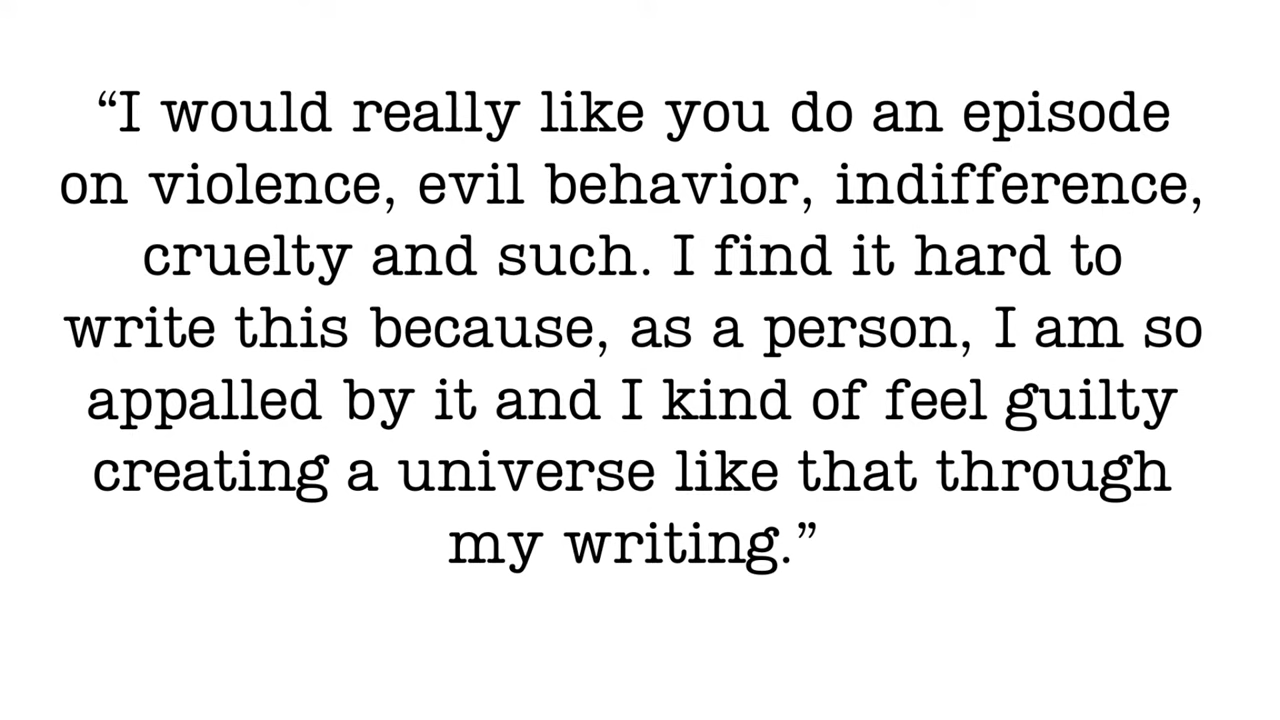 “I would really like you do an episode
on violence, evil behavior, indifference,
cruelty and such. I find it hard to
write this because, as a person, I am so
appalled by it and I kind of feel guilty
creating a universe like that through
my writing.”